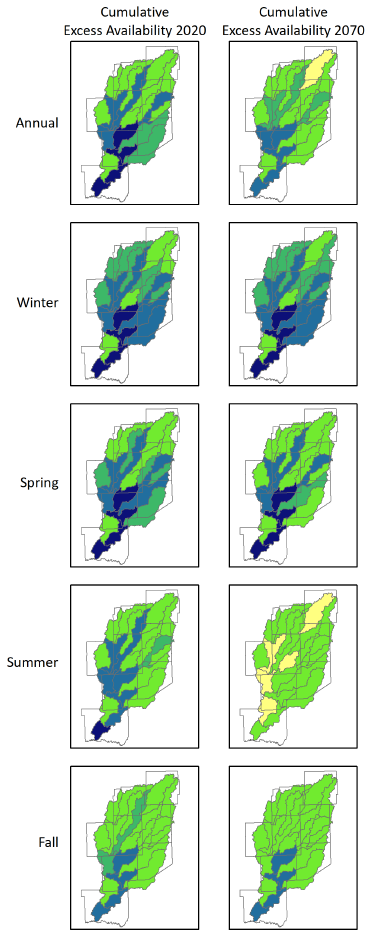 Cumulative
Excess Availability 2020
Cumulative
Excess Availability 2070
Annual
Winter
Spring
Summer
Fall